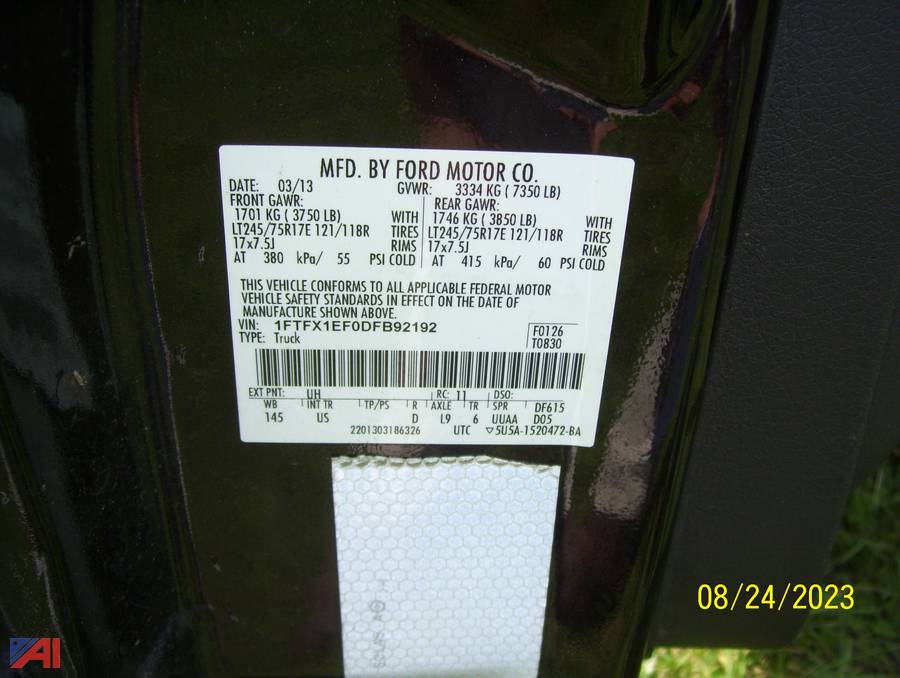 MFD. BY FORD MOTOR CO.
DATE: 03/13 GVWR: 3334 KG ( 7350 LB)
FRONT GAWR: REAR GAWR:
1701 KG ( 3750 LB) WITH 1746 KG ( 3850 LB) WITH
LT245/75R17E 121/118R TIRES LT245/75R17E 121/118R TIRES
17x7.5J RIMS 17x7.5J RIMS
AT 380 kPa/ 55 PSI COLD AT 415 kPa/ 60 PSI COLD
THIS VEHICLE CONFORMS TO ALL APPLICABLE FEDERAL MOTOR
VEHICLE SAFETY STANDARDS IN EFFECT ON THE DATE OF
MANUFACTURE SHOWN ABOVE.
VIN: 1FTFX1EF0DFB92192 F0126
TYPE: Truck T0830
EXT PNT: UH RC: 11 DSO:
WB INT TR TP/PS R AXLE TR SPR DF615
145 US D L9 6 UUAA D05
2201303186326 UTC 5U5A-1520472-BA
08/24/2023
AI